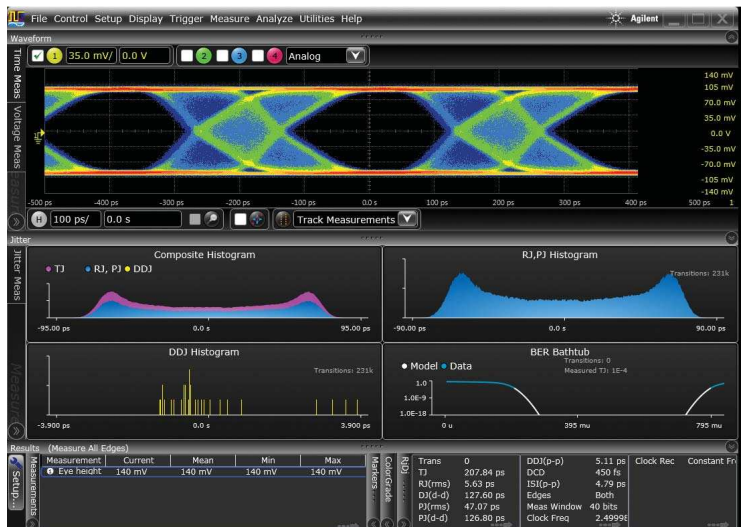 File Control Setup Display Trigger Measure Analyze Utilities Help Agilent
Waveform
1 35.0 mV/ 0.0 V 2 3 4 Analog
Time Meas
Voltage Meas
140 mV
105 mV
70.0 mV
35.0 mV
0.0 V
-35.0 mV
-70.0 mV
-105 mV
-140 mV
-500 ps -400 ps -300 ps -200 ps -100 ps 0.0 s 100 ps 200 ps 300 ps 400 ps 500 ps 1
H 100 ps/ 0.0 s Track Measurements
Jitter
Jitter Meas
Composite Histogram
TJ RJ, PJ DDJ
-95.00 ps 0.0 s 95.00 ps
RJ,PJ Histogram
Transitions: 231k
-90.00 ps 0.0 s 90.00 ps
DDJ Histogram
Transitions: 231k
-3.900 ps 0.0 s 3.900 ps
BER Bathtub
Transitions: 0
Model Data Measured TJ: 1E-4
1.0
1.0E-9
1.0E-18
0 u 395 mu 795 mu
Results (Measure All Edges)
Setup...
Measurements
Measurement Current Mean Min Max
Eye height 140 mV 140 mV 140 mV 140 mV
Markers
ColorGrade
RJDJ
Trans 0 DDJ(p-p) 5.11 ps Clock Rec Constant Fr
TJ 207.84 ps DCD 450 fs
RJ(rms) 5.63 ps ISI(p-p) 4.79 ps
DJ(d-d) 127.60 ps Edges Both
PJ(rms) 47.07 ps Meas Window 40 bits
PJ(d-d) 126.80 ps Clock Freq 2.49998